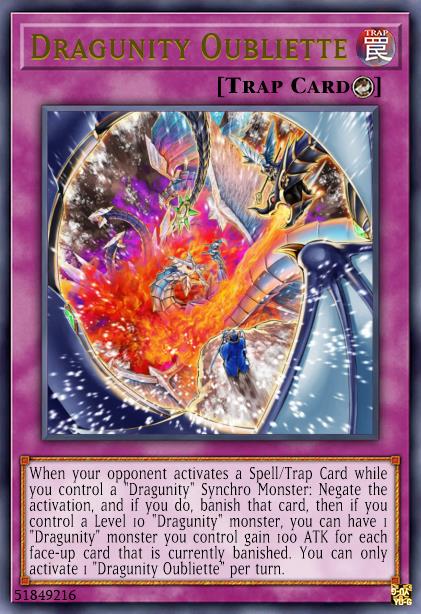 DRAGUNITY OUBLIETTE
TRAP
罠
[TRAP CARD]
When your opponent activates a Spell/Trap Card while
you control a "Dragunity" Synchro Monster: Negate the
activation, and if you do, banish that card, then if you
control a Level 10 "Dragunity" monster, you can have 1
"Dragunity" monster you control gain 100 ATK for each
face-up card that is currently banished. You can only
activate 1 "Dragunity Oubliette" per turn.
51849216